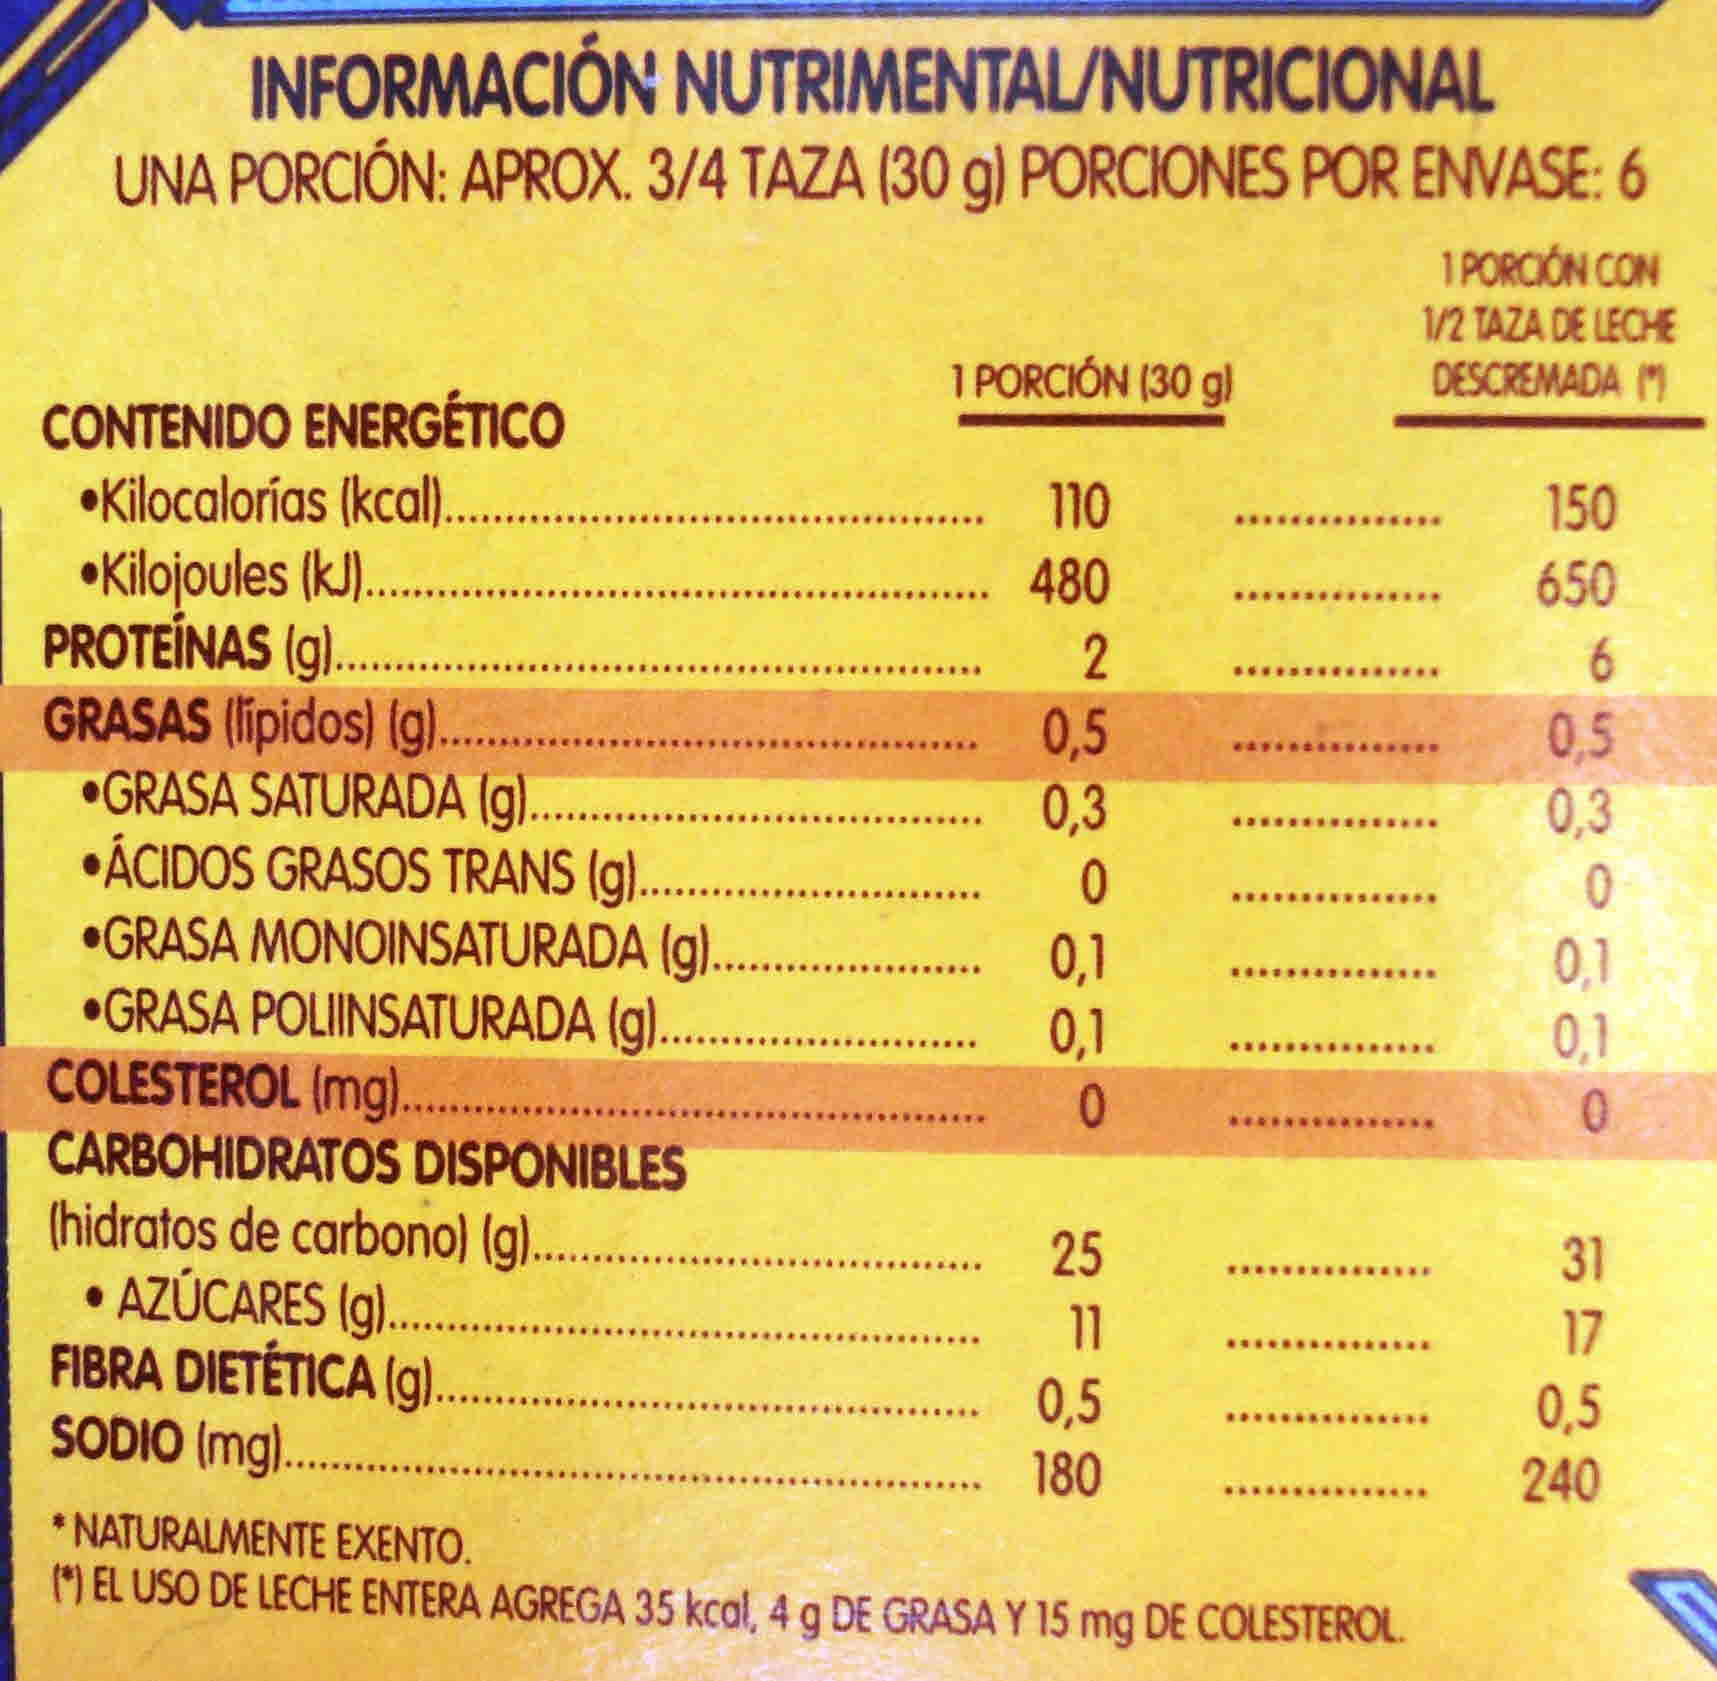 INFORMACIÓN NUTRIMENTAL/NUTRICIONAL
UNA PORCIÓN: APROX. 3/4 TAZA (30 g) PORCIONES POR ENVASE: 6
1 PORCIÓN CON
1/2 TAZA DE LECHE
1 PORCIÓN (30 g) DESCREMADA (*)
CONTENIDO ENERGÉTICO
•Kilocalorías (kcal) 110 150
•Kilojoules (kJ) 480 650
PROTEÍNAS (g) 2 6
GRASAS (lípidos) (g) 0,5 0,5
•GRASA SATURADA (g) 0,3 0,3
•ÁCIDOS GRASOS TRANS (g) 0 0
•GRASA MONOINSATURADA (g) 0,1 0,1
•GRASA POLIINSATURADA (g) 0,1 0,1
COLESTEROL (mg) 0 0
CARBOHIDRATOS DISPONIBLES
(hidratos de carbono) (g) 25 31
• AZÚCARES (g) 11 17
FIBRA DIETÉTICA (g) 0,5 0,5
SODIO (mg) 180 240
* NATURALMENTE EXENTO.
(*) EL USO DE LECHE ENTERA AGREGA 35 kcal, 4 g DE GRASA Y 15 mg DE COLESTEROL.